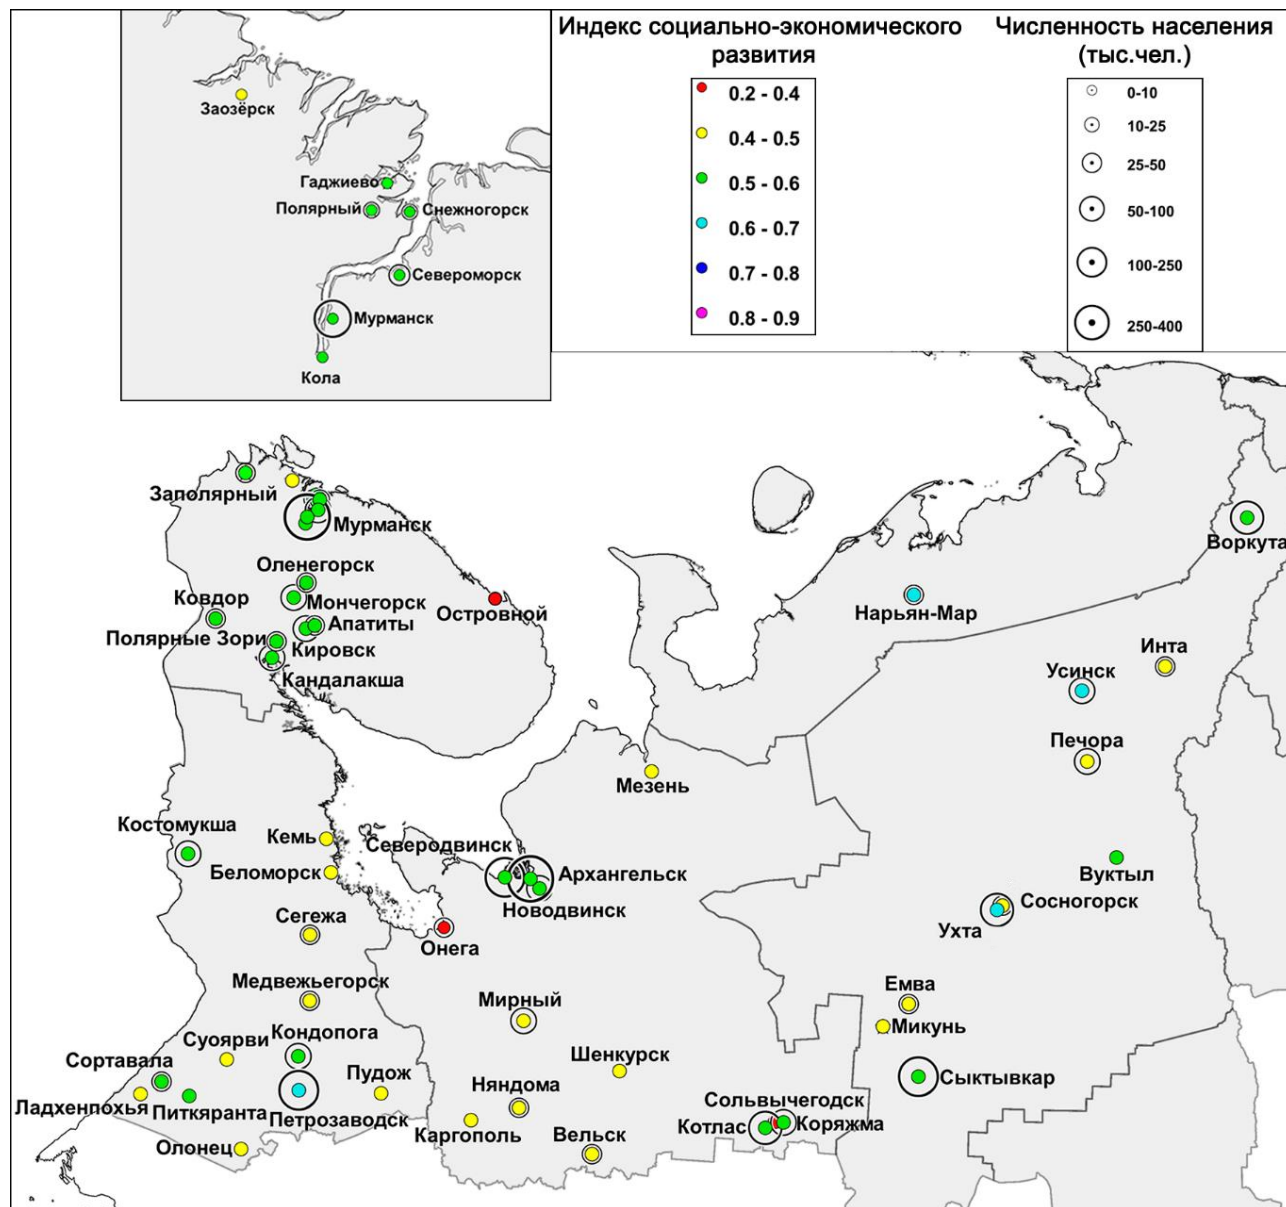 Индекс социально-экономического
развития
0.2 - 0.4
0.4 - 0.5
0.5 - 0.6
0.6 - 0.7
0.7 - 0.8
0.8 - 0.9
Численность населения
(тыс.чел.)
0-10
10-25
25-50
50-100
100-250
250-400
Заозёрск
Гаджиево
Полярный
Снежногорск
Североморск
Мурманск
Кола
Заполярный
Мурманск
Воркута
Оленегорск
Ковдор
Мончегорск
Островной
Апатиты
Нарьян-Мар
Полярные Зори
Кировск
Кандалакша
Инта
Усинск
Печора
Мезень
Костомукша
Кемь
Северодвинск
Беломорск
Архангельск
Вуктыл
Новодвинск
Сосногорск
Сегежа
Ухта
Онега
Медвежьегорск
Мирный
Емва
Микунь
Суоярви
Кондопога
Сортавала
Шенкурск
Пудож
Сыктывкар
Няндома
Ладхенпохья
Питкяранта
Петрозаводск
Сольвычегодск
Каргополь
Котлас
Коряжма
Вельск
Олонец